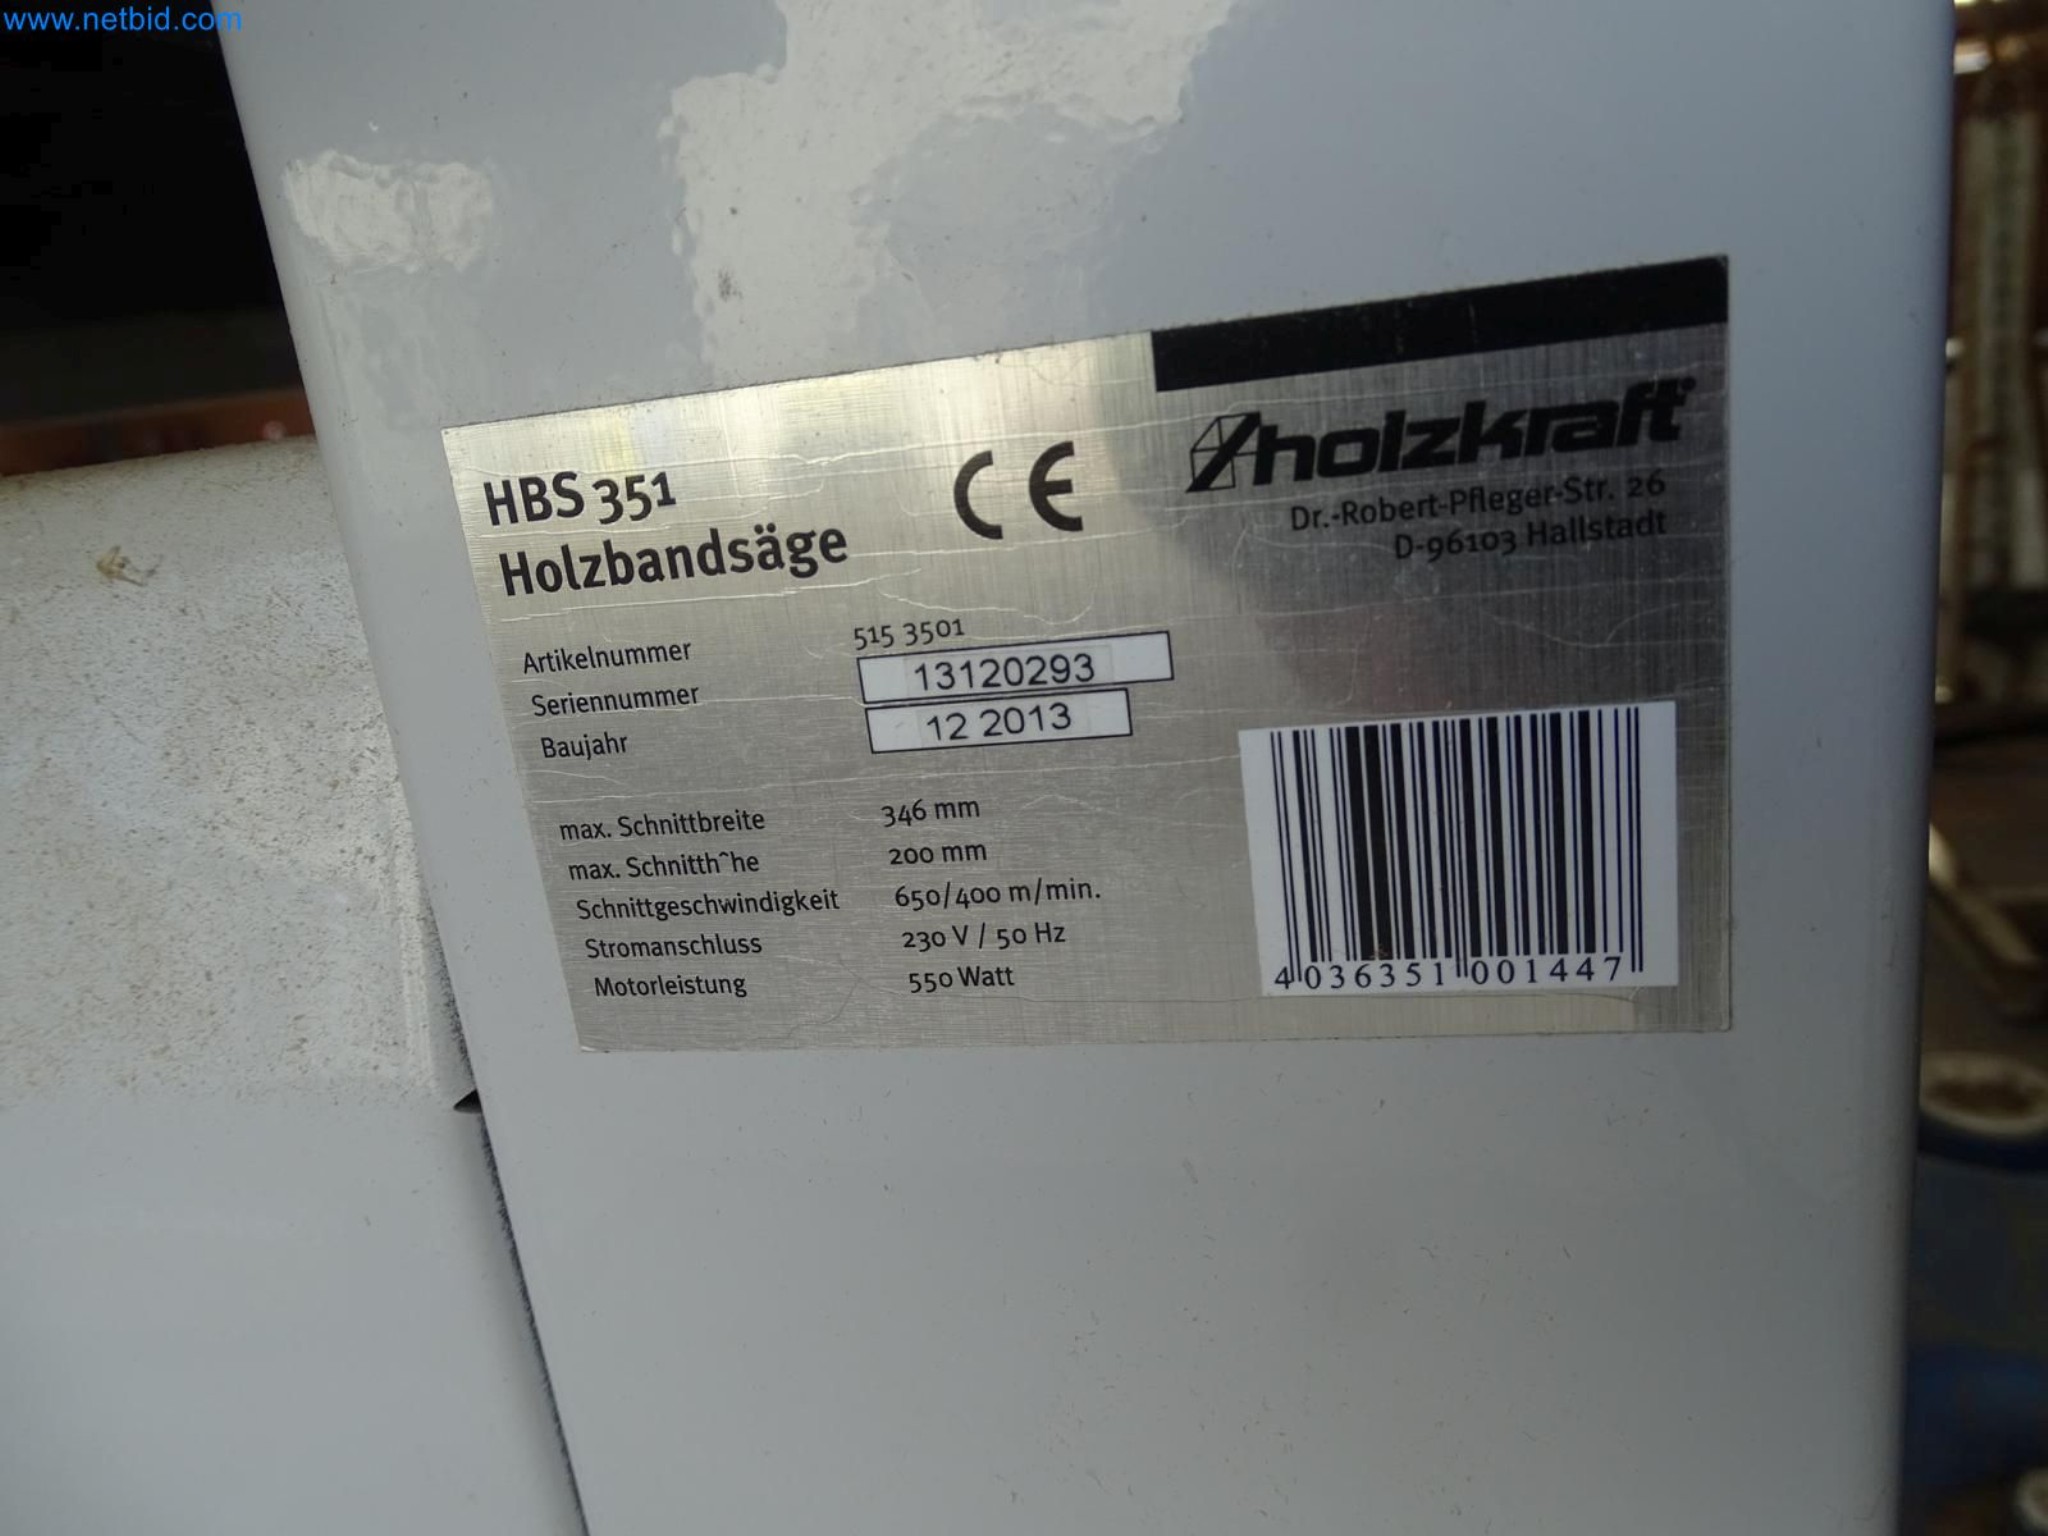 www.netbid.com
holzkraft®
Dr.-Robert-Pfleger-Str. 26
D-96103 Hallstadt
HBS 351
Holzbandsäge
CE
Artikelnummer 515 3501
Seriennummer 13120293
Baujahr 12 2013
max. Schnittbreite 346 mm
max. Schnitth^he 200 mm
Schnittgeschwindigkeit 650/400 m/min.
Stromanschluss 230 V / 50 Hz
Motorleistung 550 Watt
4 036351 001447